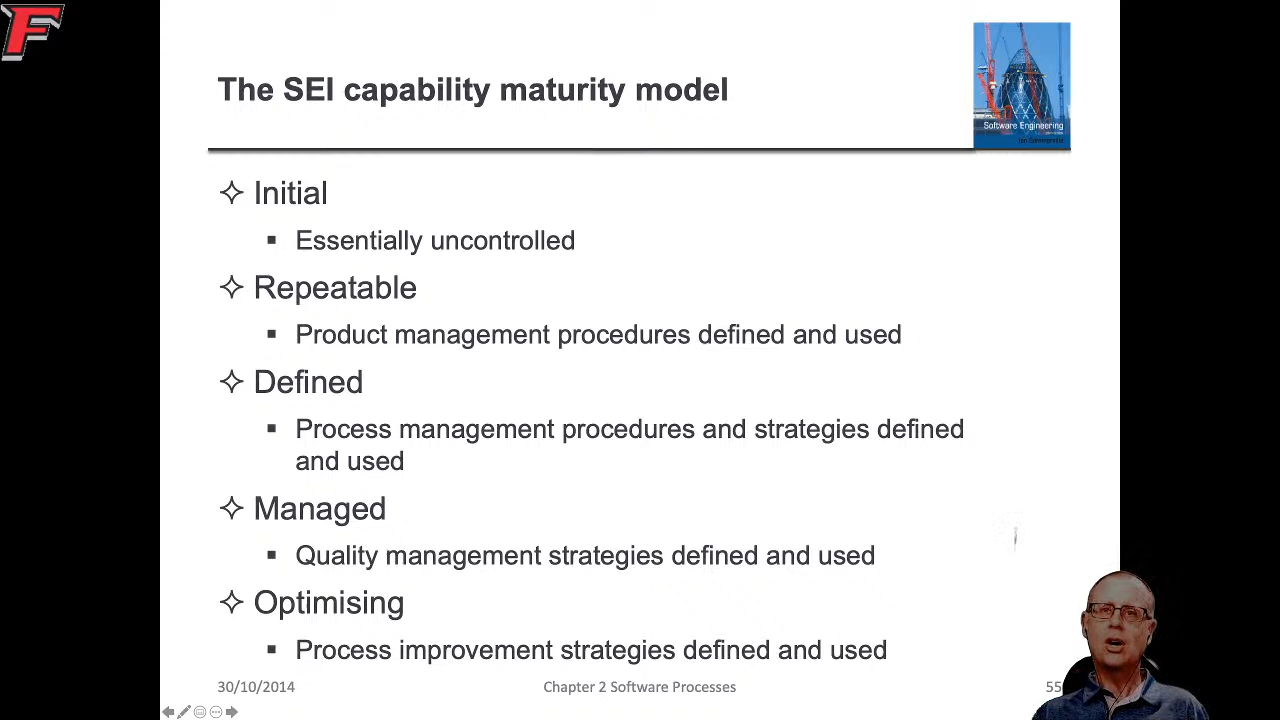 F
The SEI capability maturity model
Software Engineering
Ian Sommerville
✧ Initial
▪ Essentially uncontrolled
✧ Repeatable
▪ Product management procedures defined and used
✧ Defined
▪ Process management procedures and strategies defined
and used
✧ Managed
▪ Quality management strategies defined and used
✧ Optimising
▪ Process improvement strategies defined and used
30/10/2014
Chapter 2 Software Processes
55